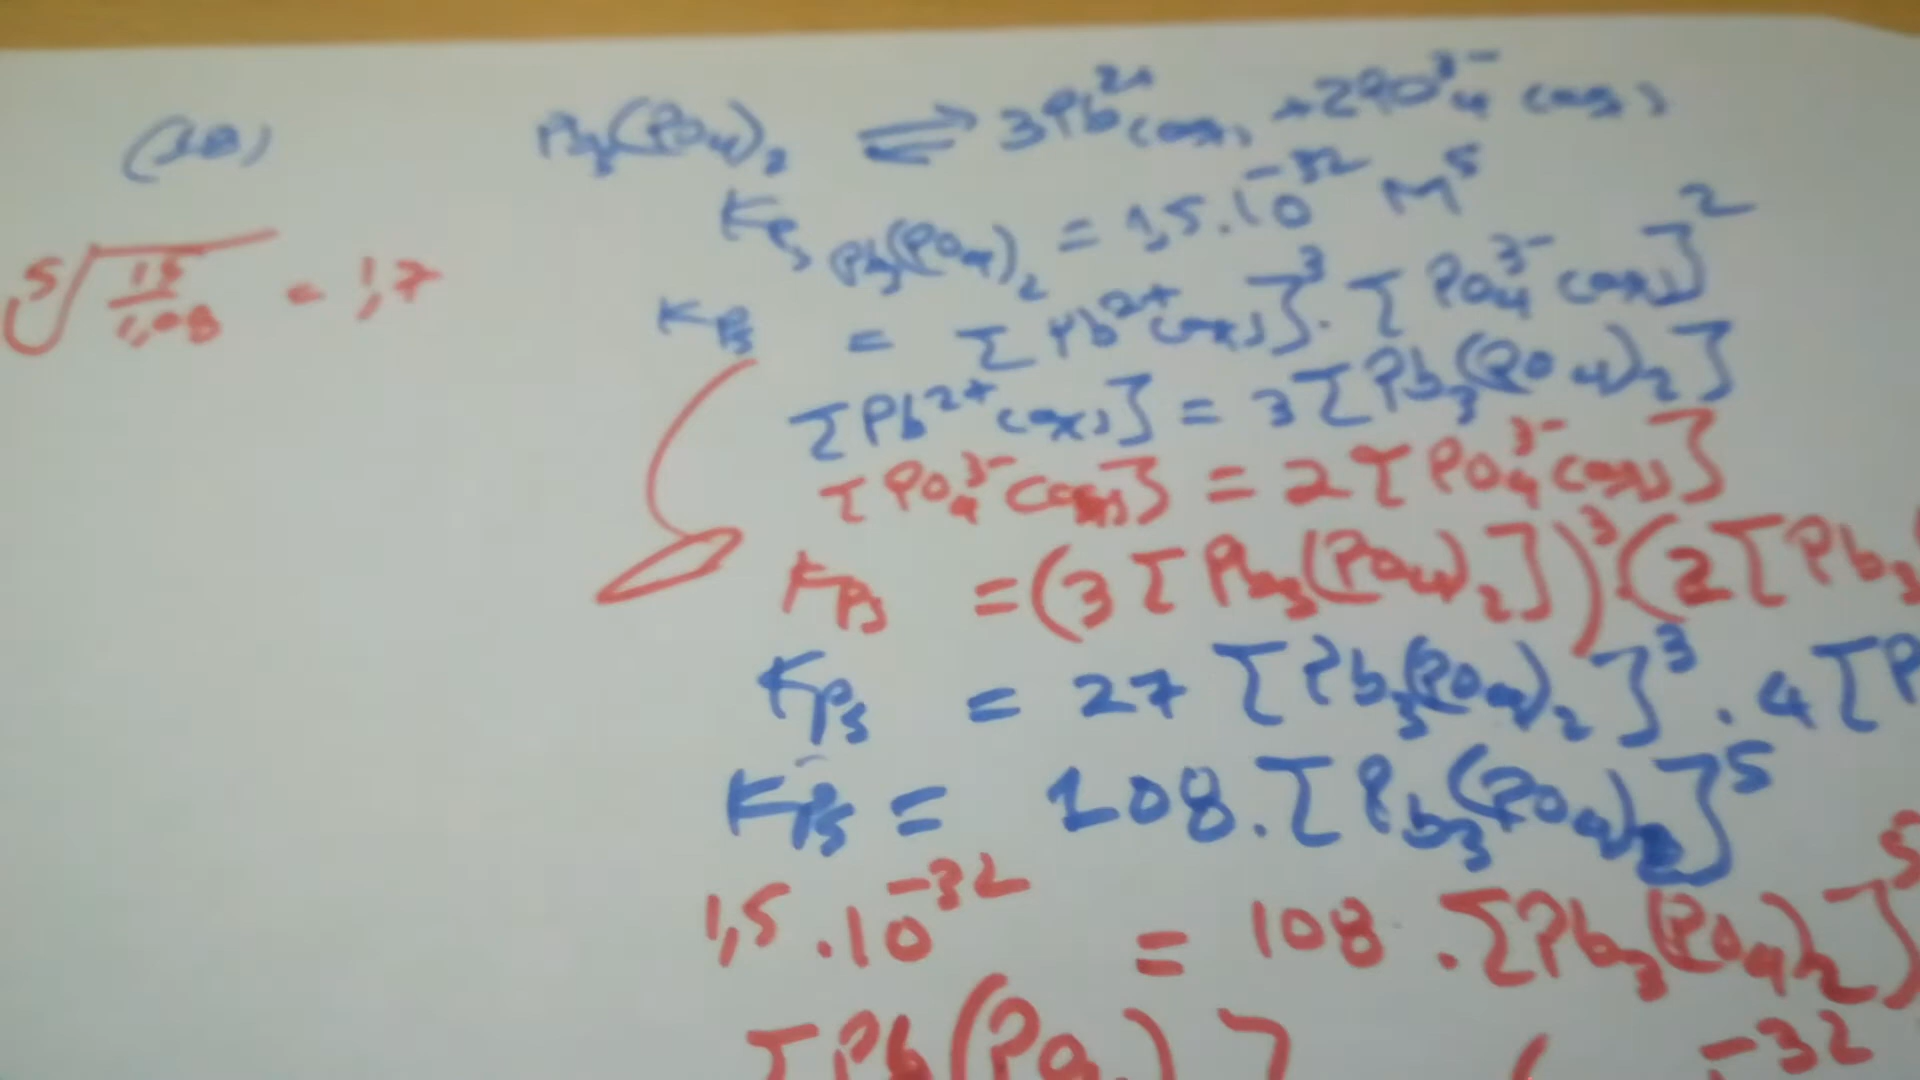 (10) Pb₃(PO₄)₂ ⇌ 3Pb²⁺(aq) + 2PO₄³⁻(aq)
Kps Pb₃(PO₄)₂ = 1,5.10⁻³² M⁵
⁵√(15/1,08) = 1,7
Kps = [Pb²⁺(aq)]³.[PO₄³⁻(aq)]²
[Pb²⁺(aq)] = 3[Pb₃(PO₄)₂]
[PO₄³⁻(aq)] = 2[PO₄³⁻(aq)]
Kps = (3[Pb₃(PO₄)₂])³.(2[Pb₃(
Kps = 27[Pb₃(PO₄)₂]³.4[P
Kps = 108.[Pb₃(PO₄)₂]⁵
1,5.10⁻³² = 108.[Pb₃(PO₄)₂]⁵